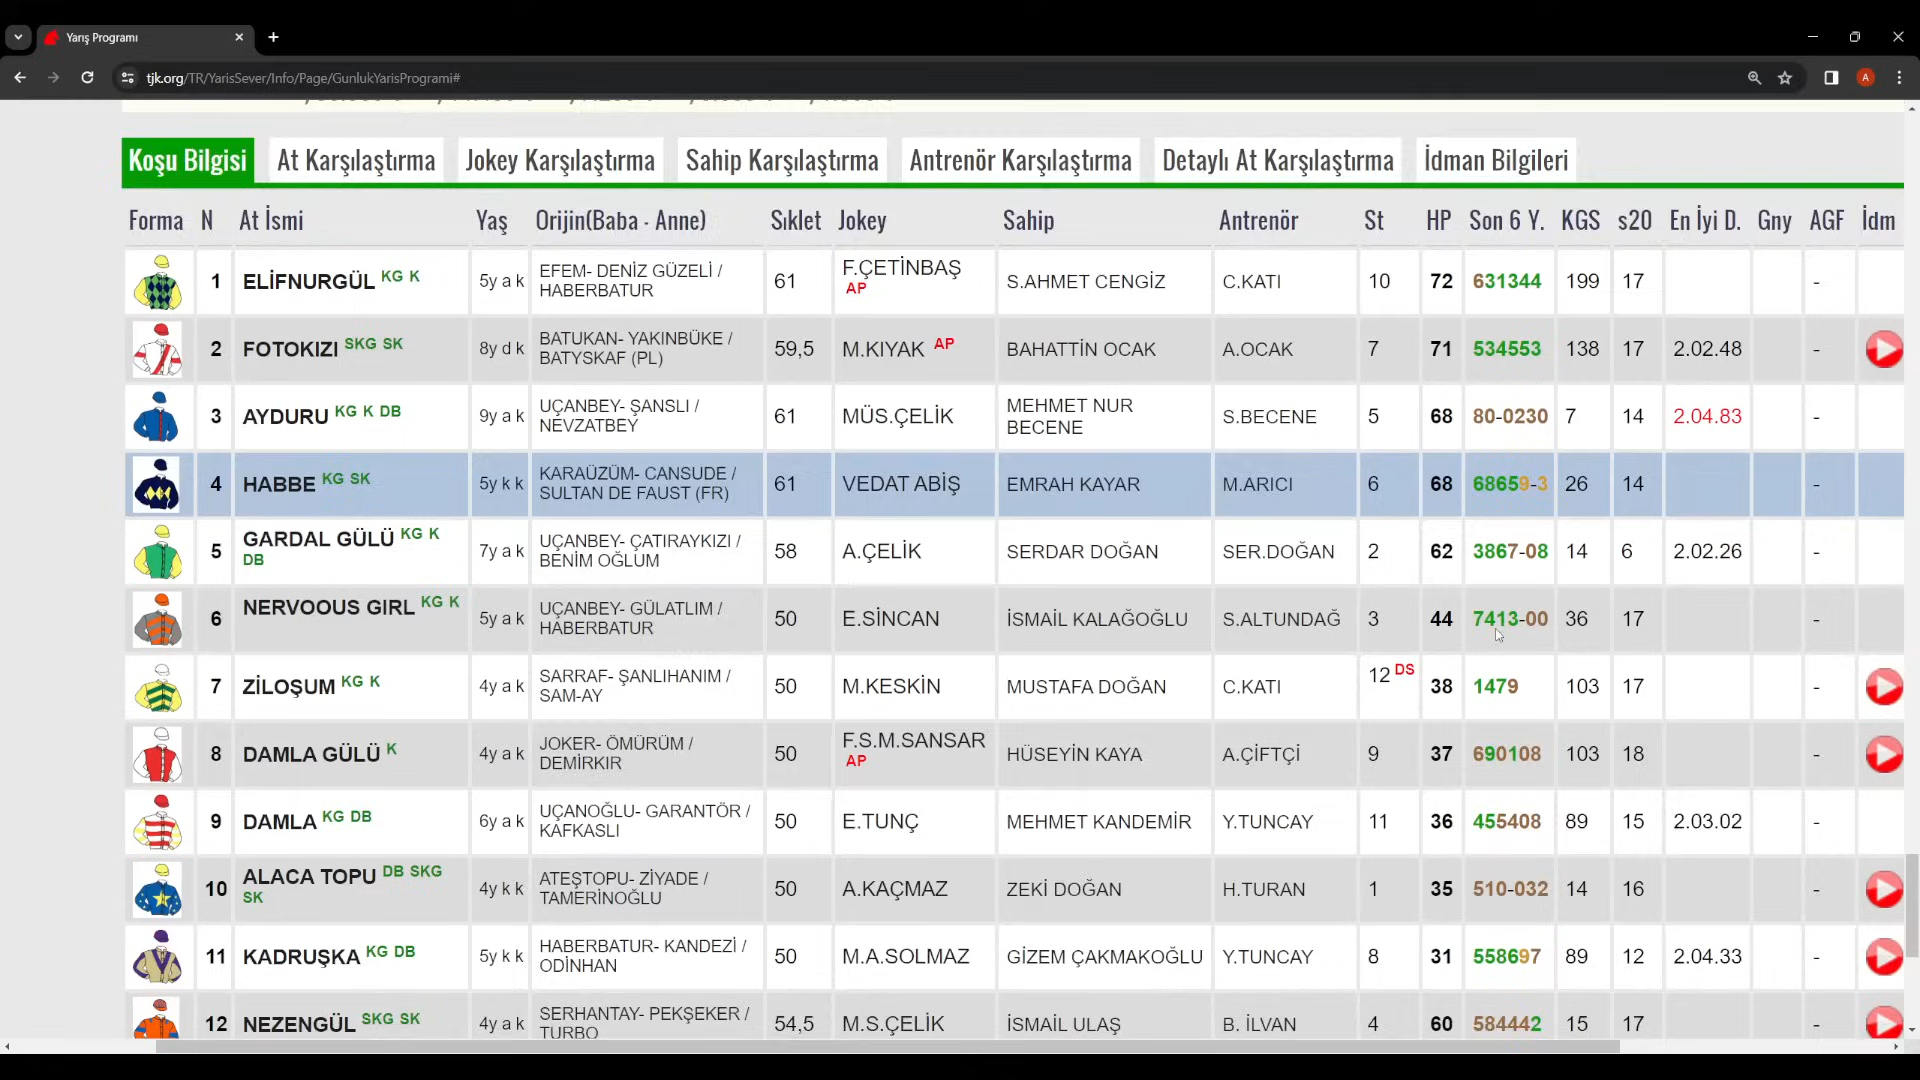 Yarış Programı
tjk.org/TR/YarisSever/Info/Page/GunlukYarisProgrami#
A
Koşu Bilgisi At Karşılaştırma Jokey Karşılaştırma Sahip Karşılaştırma Antrenör Karşılaştırma Detaylı At Karşılaştırma İdman Bilgileri
Forma N At İsmi Yaş Orijin(Baba - Anne) Sıklet Jokey Sahip Antrenör St HP Son 6 Y. KGS s20 En İyi D. Gny AGF İdm
1 ELİFNURGÜL KG K 5y a k EFEM- DENİZ GÜZELİ / HABERBATUR 61 F.ÇETİNBAŞ AP S.AHMET CENGİZ C.KATI 10 72 631344 199 17 -
2 FOTOKIZI SKG SK 8y d k BATUKAN- YAKINBÜKE / BATYSKAF (PL) 59,5 M.KIYAK AP BAHATTİN OCAK A.OCAK 7 71 534553 138 17 2.02.48 -
3 AYDURU KG K DB 9y a k UÇANBEY- ŞANSLI / NEVZATBEY 61 MÜS.ÇELİK MEHMET NUR BECENE S.BECENE 5 68 80-0230 7 14 2.04.83 -
4 HABBE KG SK 5y k k KARAÜZÜM- CANSUDE / SULTAN DE FAUST (FR) 61 VEDAT ABİŞ EMRAH KAYAR M.ARICI 6 68 68659-3 26 14 -
5 GARDAL GÜLÜ KG K DB 7y a k UÇANBEY- ÇATIRAYKIZI / BENİM OĞLUM 58 A.ÇELİK SERDAR DOĞAN SER.DOĞAN 2 62 3867-08 14 6 2.02.26 -
6 NERVOOUS GIRL KG K 5y a k UÇANBEY- GÜLATLIM / HABERBATUR 50 E.SİNCAN İSMAİL KALAĞOĞLU S.ALTUNDAĞ 3 44 7413-00 36 17 -
7 ZİLOŞUM KG K 4y a k SARRAF- ŞANLIHANIM / SAM-AY 50 M.KESKİN MUSTAFA DOĞAN C.KATI 12 DS 38 1479 103 17 -
8 DAMLA GÜLÜ K 4y a k JOKER- ÖMÜRÜM / DEMİRKIR 50 F.S.M.SANSAR AP HÜSEYİN KAYA A.ÇİFTÇİ 9 37 690108 103 18 -
9 DAMLA KG DB 6y a k UÇANOĞLU- GARANTÖR / KAFKASLI 50 E.TUNÇ MEHMET KANDEMİR Y.TUNCAY 11 36 455408 89 15 2.03.02 -
10 ALACA TOPU DB SKG SK 4y k k ATEŞTOPU- ZİYADE / TAMERİNOĞLU 50 A.KAÇMAZ ZEKİ DOĞAN H.TURAN 1 35 510-032 14 16 -
11 KADRUŞKA KG DB 5y k k HABERBATUR- KANDEZİ / ODİNHAN 50 M.A.SOLMAZ GİZEM ÇAKMAKOĞLU Y.TUNCAY 8 31 558697 89 12 2.04.33 -
12 NEZENGÜL SKG SK 4y a k SERHANTAY- PEKŞEKER / TURBO 54,5 M.S.ÇELİK İSMAİL ULAŞ B. İLVAN 4 60 584442 15 17 -